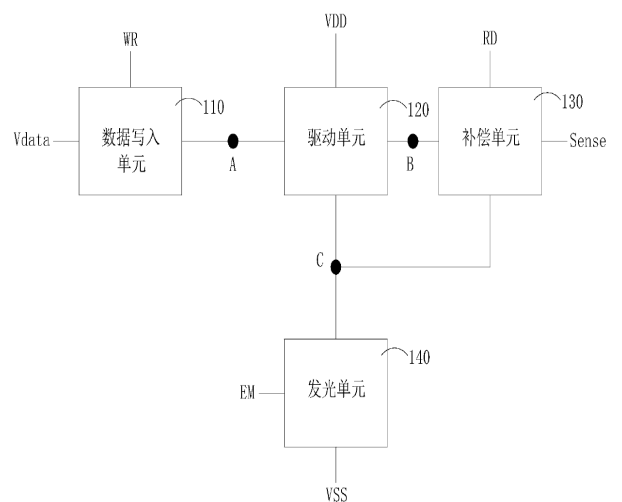 VDD
WR
RD
110
120
130
Vdata
数据写入
单元
驱动单元
补偿单元
Sense
A
B
C
140
EM
发光单元
VSS